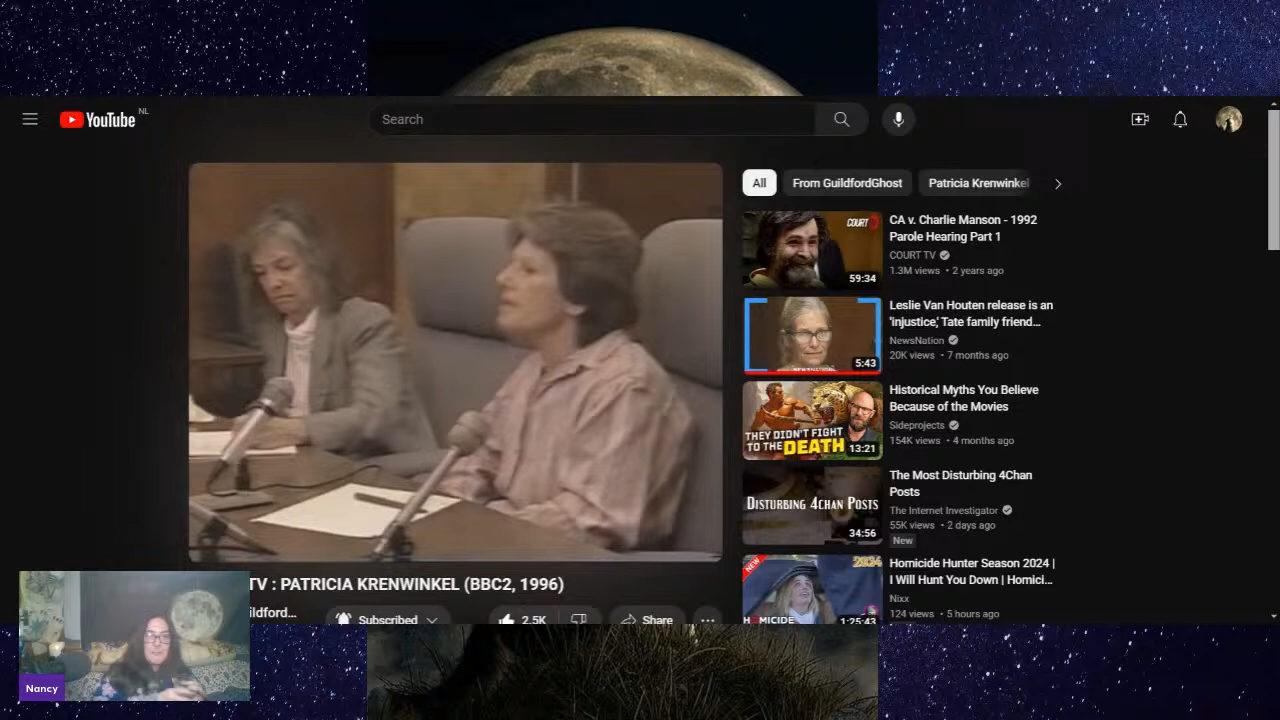 YouTube NL
Search
All
From GuildfordGhost
Patricia Krenwinkel
COURT
59:34
CA v. Charlie Manson - 1992
Parole Hearing Part 1
COURT TV
1.3M views • 2 years ago
5:43
Leslie Van Houten release is an
'injustice,' Tate family friend...
NewsNation
20K views • 7 months ago
THEY DIDN'T FIGHT
TO THE DEATH
13:21
Historical Myths You Believe
Because of the Movies
Sideprojects
154K views • 4 months ago
DISTURBING 4CHAN POSTS
34:56
The Most Disturbing 4Chan
Posts
The Internet Investigator
55K views • 2 days ago
New
NEW
2024
HOMICIDE
1:25:43
Homicide Hunter Season 2024 |
I Will Hunt You Down | Homici...
Nixx
124 views • 5 hours ago
TV : PATRICIA KRENWINKEL (BBC2, 1996)
ildford...
Subscribed
2.5K
Share
Nancy